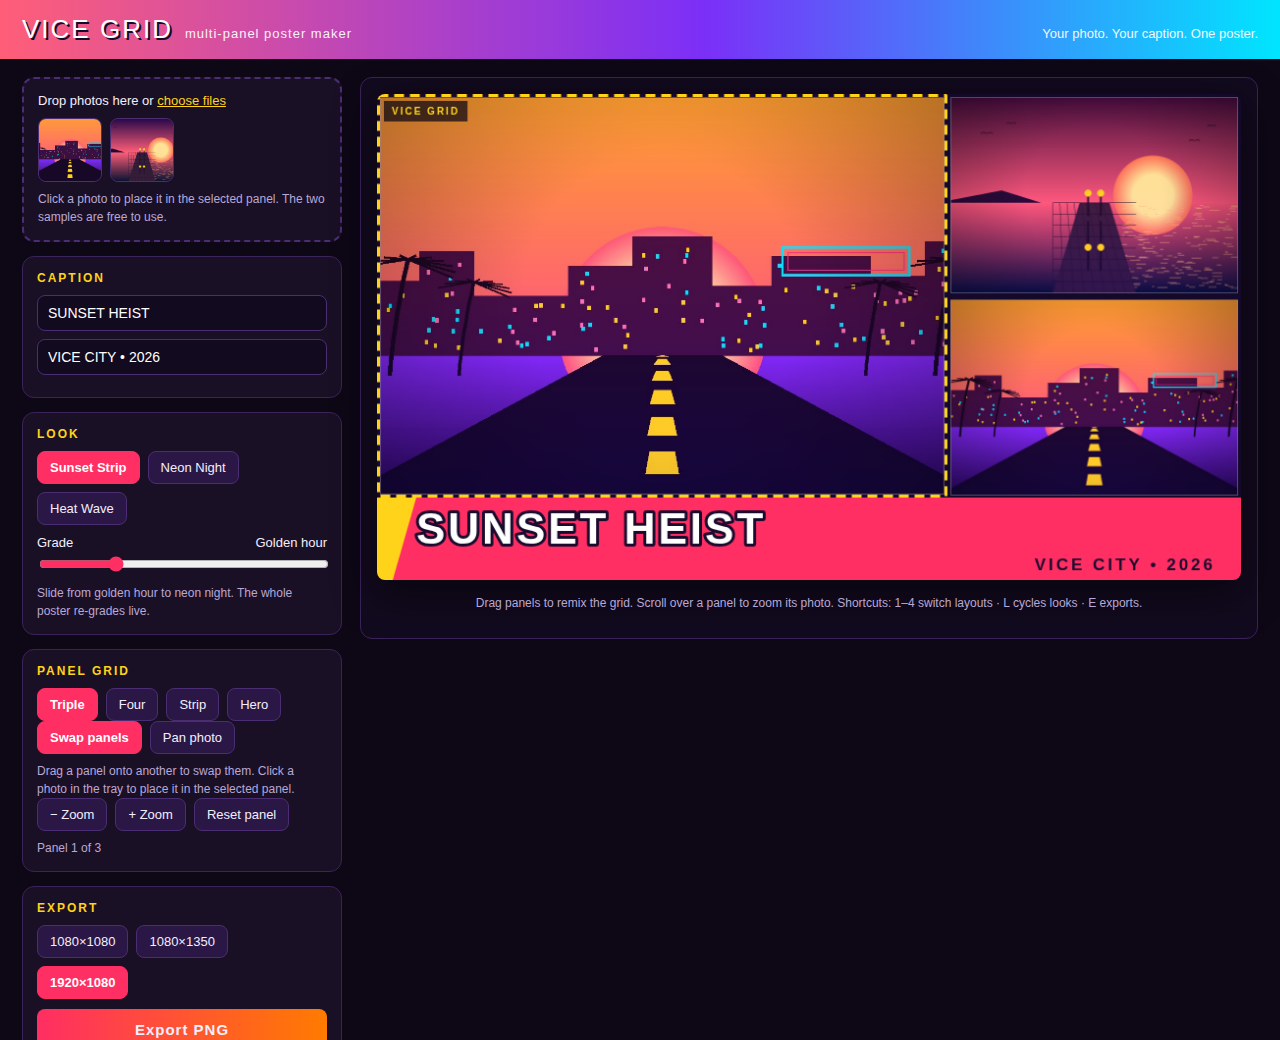 VICE GRID multi-panel poster maker
Your photo. Your caption. One poster.
Drop photos here or choose files
Click a photo to place it in the selected panel. The two
samples are free to use.
CAPTION
SUNSET HEIST
VICE CITY • 2026
LOOK
Sunset Strip
Neon Night
Heat Wave
Grade
Golden hour
Slide from golden hour to neon night. The whole
poster re-grades live.
PANEL GRID
Triple
Four
Strip
Hero
Swap panels
Pan photo
Drag a panel onto another to swap them. Click a
photo in the tray to place it in the selected panel.
− Zoom
+ Zoom
Reset panel
Panel 1 of 3
EXPORT
1080×1080
1080×1350
1920×1080
Export PNG
VICE GRID
SUNSET HEIST
VICE CITY • 2026
Drag panels to remix the grid. Scroll over a panel to zoom its photo. Shortcuts: 1–4 switch layouts · L cycles looks · E exports.